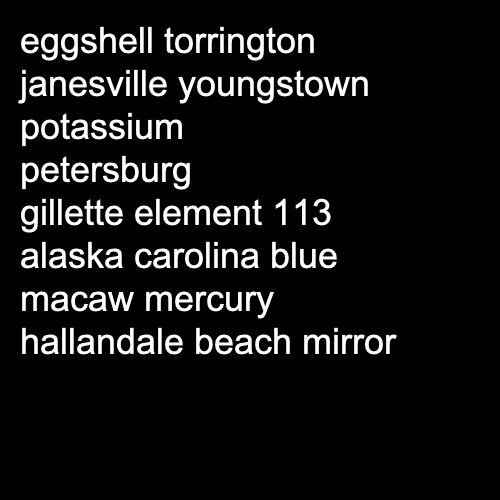 eggshell torrington
janesville youngstown
potassium
petersburg
gillette element 113
alaska carolina blue
macaw mercury
hallandale beach mirror